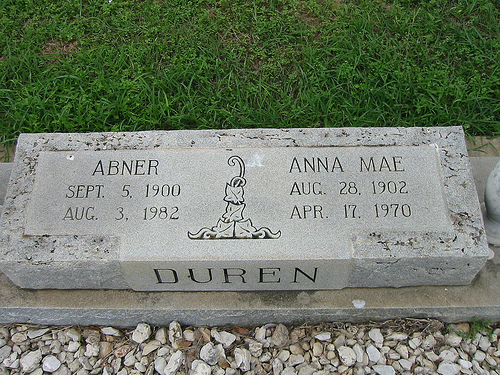 ABNER
SEPT. 5, 1900
AUG. 3, 1982
ANNA MAE
AUG. 28, 1902
APR. 17, 1970
DUREN